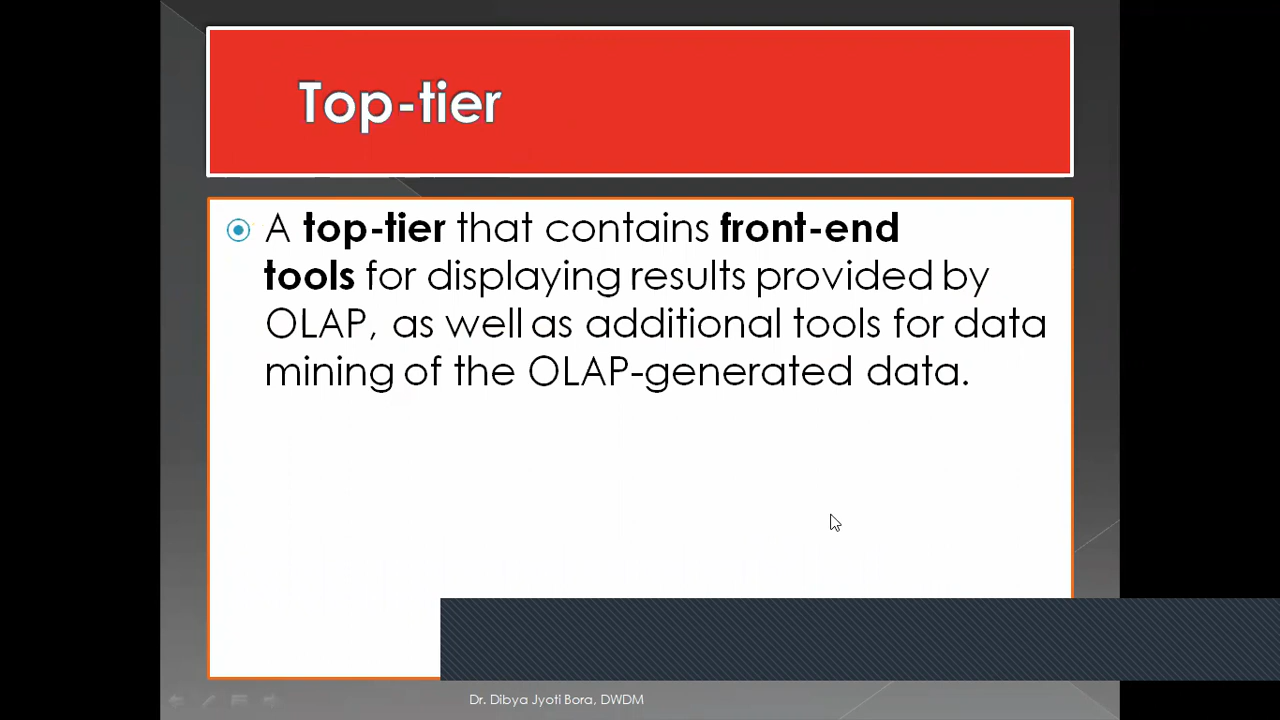 Top-tier
A top-tier that contains front-end
tools for displaying results provided by
OLAP, as well as additional tools for data
mining of the OLAP-generated data.
Dr. Dibya Jyoti Bora, DWDM